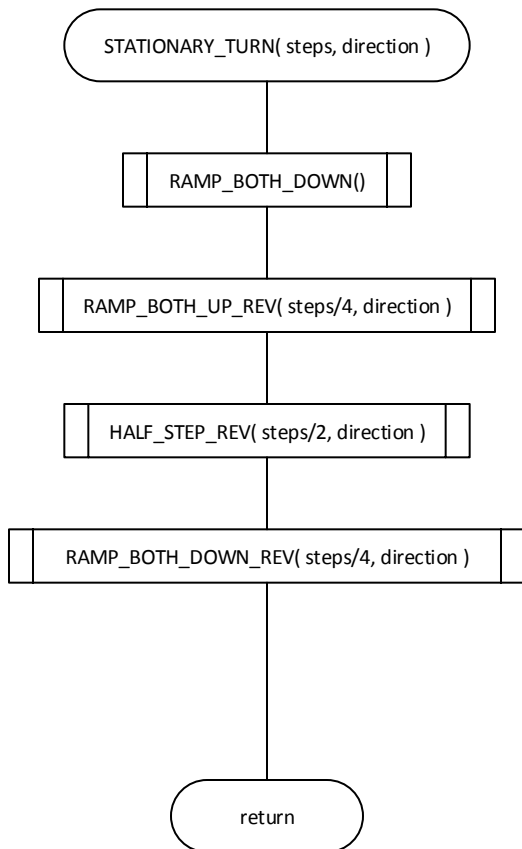 STATIONARY_TURN( steps, direction )
RAMP_BOTH_DOWN()
RAMP_BOTH_UP_REV( steps/4, direction )
HALF_STEP_REV( steps/2, direction )
RAMP_BOTH_DOWN_REV( steps/4, direction )
return